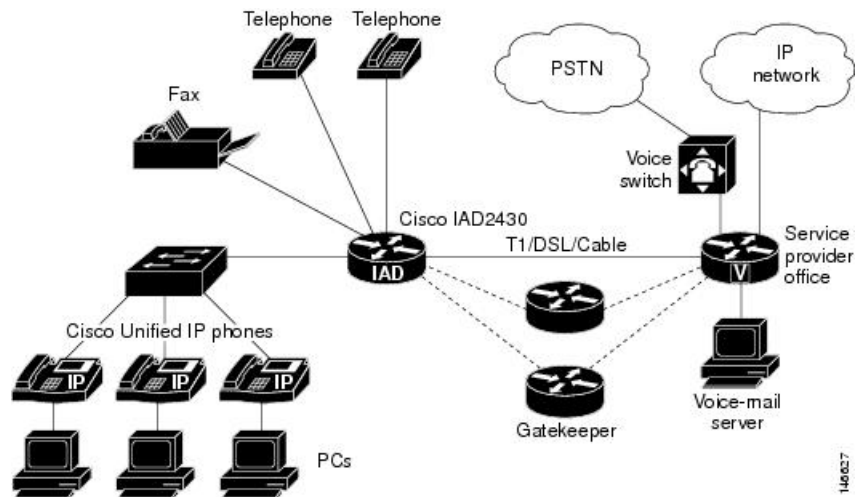 Telephone
Telephone
PSTN
IP
network
Fax
Voice
switch
Cisco IAD2430
T1/DSL/Cable
IAD
V
Service
provider
office
Cisco Unified IP phones
IP
IP
IP
Gatekeeper
Voice-mail
server
PCs
146627